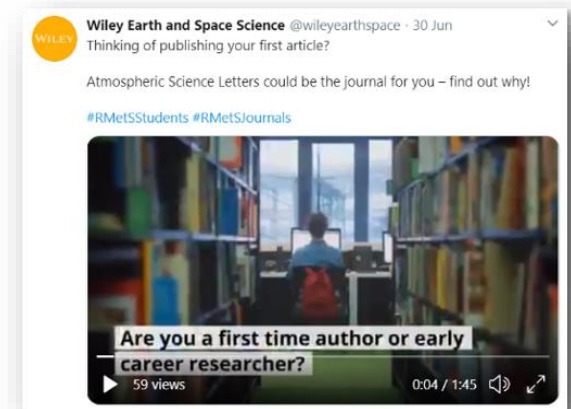 WILEY
Wiley Earth and Space Science @wileyearthspace · 30 Jun
Thinking of publishing your first article?
Atmospheric Science Letters could be the journal for you – find out why!
#RMetSStudents #RMetSJournals
Are you a first time author or early
career researcher?
59 views
0:04 / 1:45